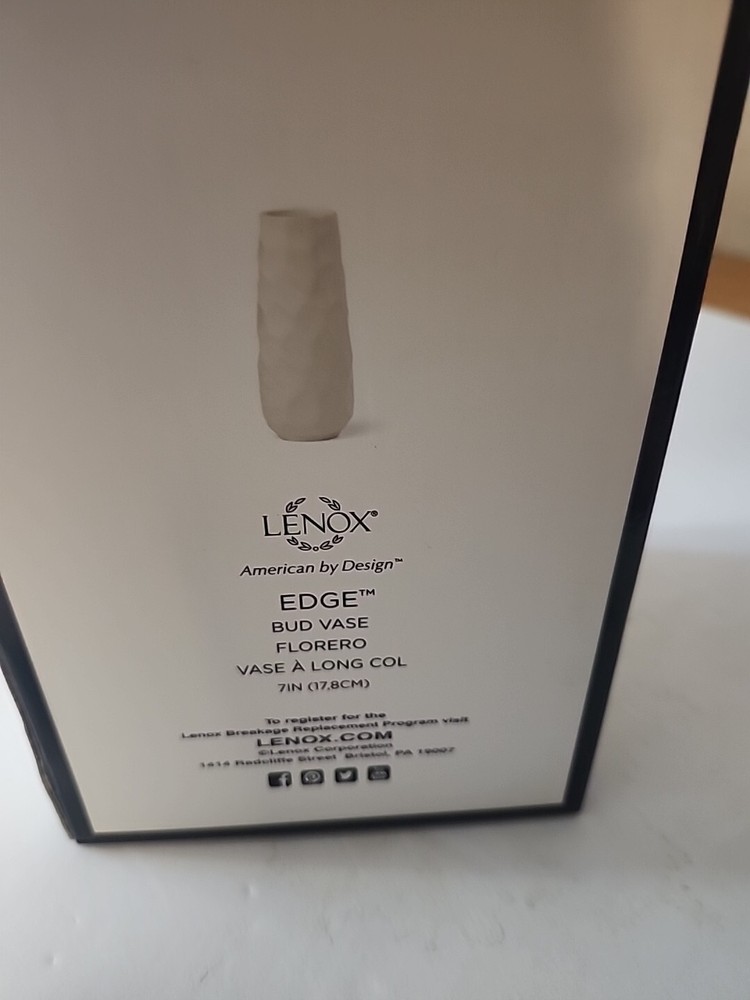 LENOX®
American by Design™
EDGE™
BUD VASE
FLORERO
VASE À LONG COL
7IN (17,8CM)
To register for the
Lenox Breakage Replacement Program visit
LENOX.COM
©Lenox Corporation
1414 Radcliffe Street Bristol, PA 19007